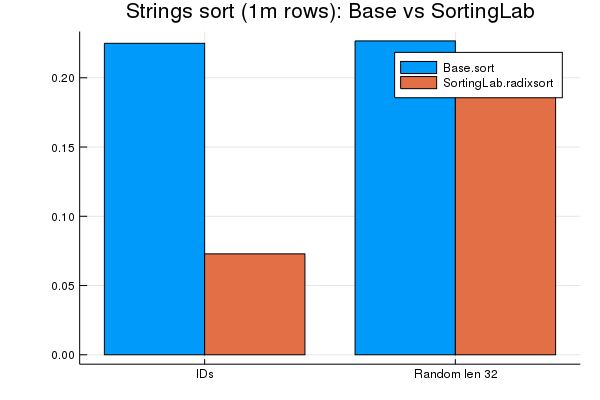 Strings sort (1m rows): Base vs SortingLab
Base.sort
SortingLab.radixsort
0.20
0.15
0.10
0.05
0.00
IDs
Random len 32